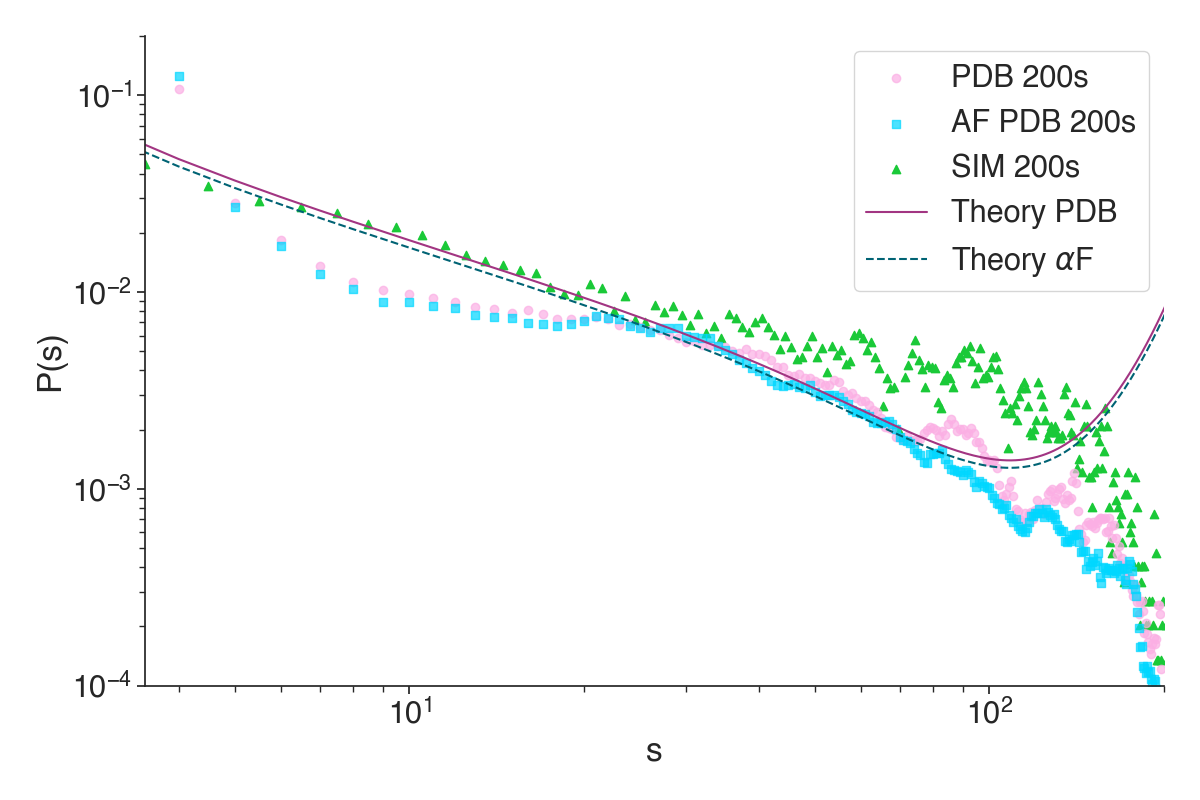 PDB 200s
AF PDB 200s
SIM 200s
Theory PDB
Theory αF
P(s)
10⁻¹
10⁻²
10⁻³
10⁻⁴
10¹
10²
s